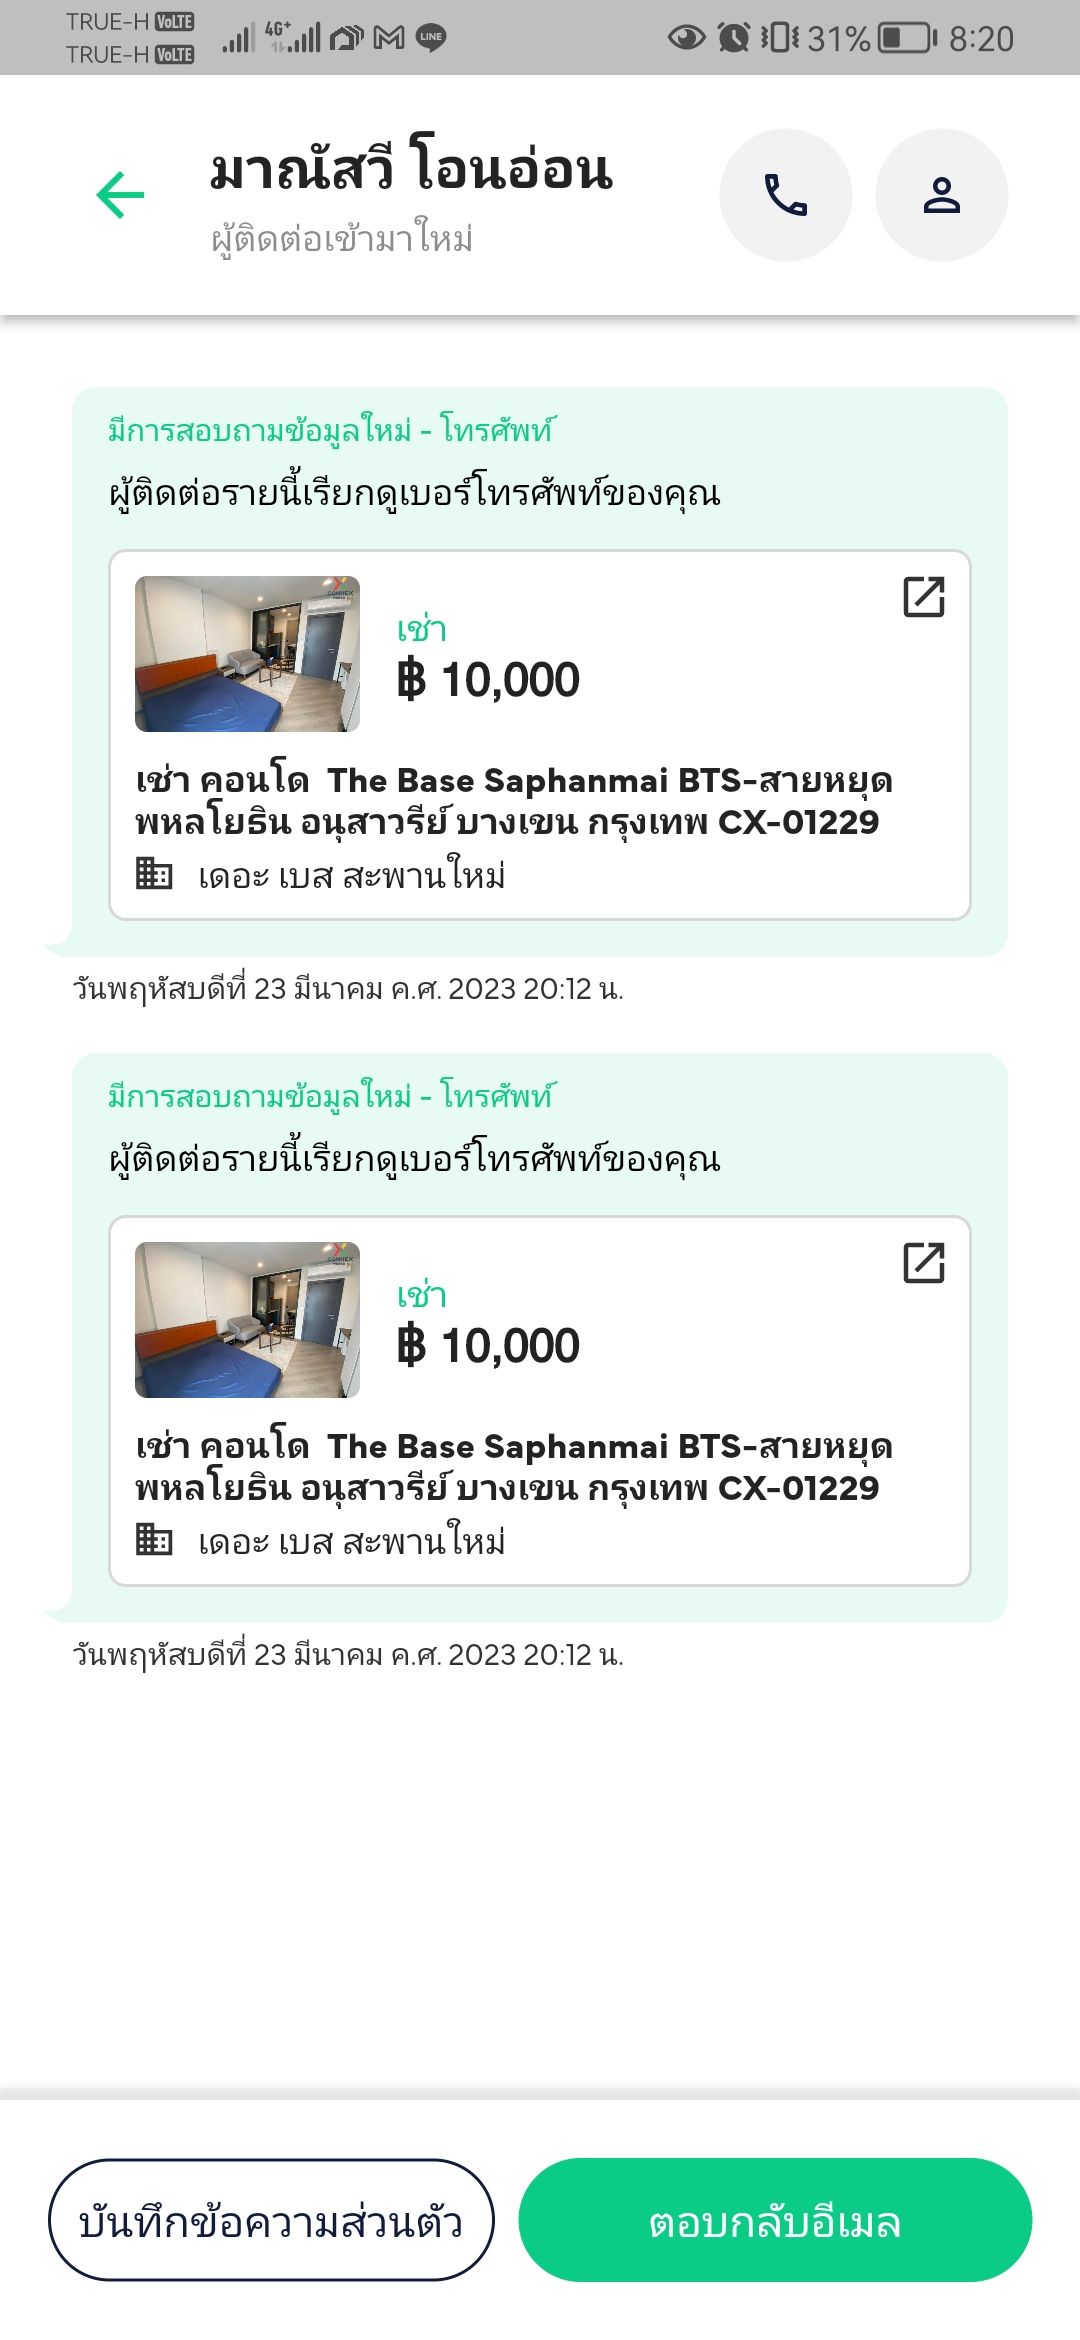 TRUE-H VoLTE
TRUE-H VoLTE
4G+
LINE
31%
8:20
มาณัสวี โอนอ่อน
ผู้ติดต่อเข้ามาใหม่
มีการสอบถามข้อมูลใหม่ - โทรศัพท์
ผู้ติดต่อรายนี้เรียกดูเบอร์โทรศัพท์ของคุณ
CONNEX
เช่า
฿ 10,000
เช่า คอนโด The Base Saphanmai BTS-สายหยุด
พหลโยธิน อนุสาวรีย์ บางเขน กรุงเทพ CX-01229
เดอะ เบส สะพานใหม่
วันพฤหัสบดีที่ 23 มีนาคม ค.ศ. 2023 20:12 น.
มีการสอบถามข้อมูลใหม่ - โทรศัพท์
ผู้ติดต่อรายนี้เรียกดูเบอร์โทรศัพท์ของคุณ
CONNEX
เช่า
฿ 10,000
เช่า คอนโด The Base Saphanmai BTS-สายหยุด
พหลโยธิน อนุสาวรีย์ บางเขน กรุงเทพ CX-01229
เดอะ เบส สะพานใหม่
วันพฤหัสบดีที่ 23 มีนาคม ค.ศ. 2023 20:12 น.
บันทึกข้อความส่วนตัว
ตอบกลับอีเมล